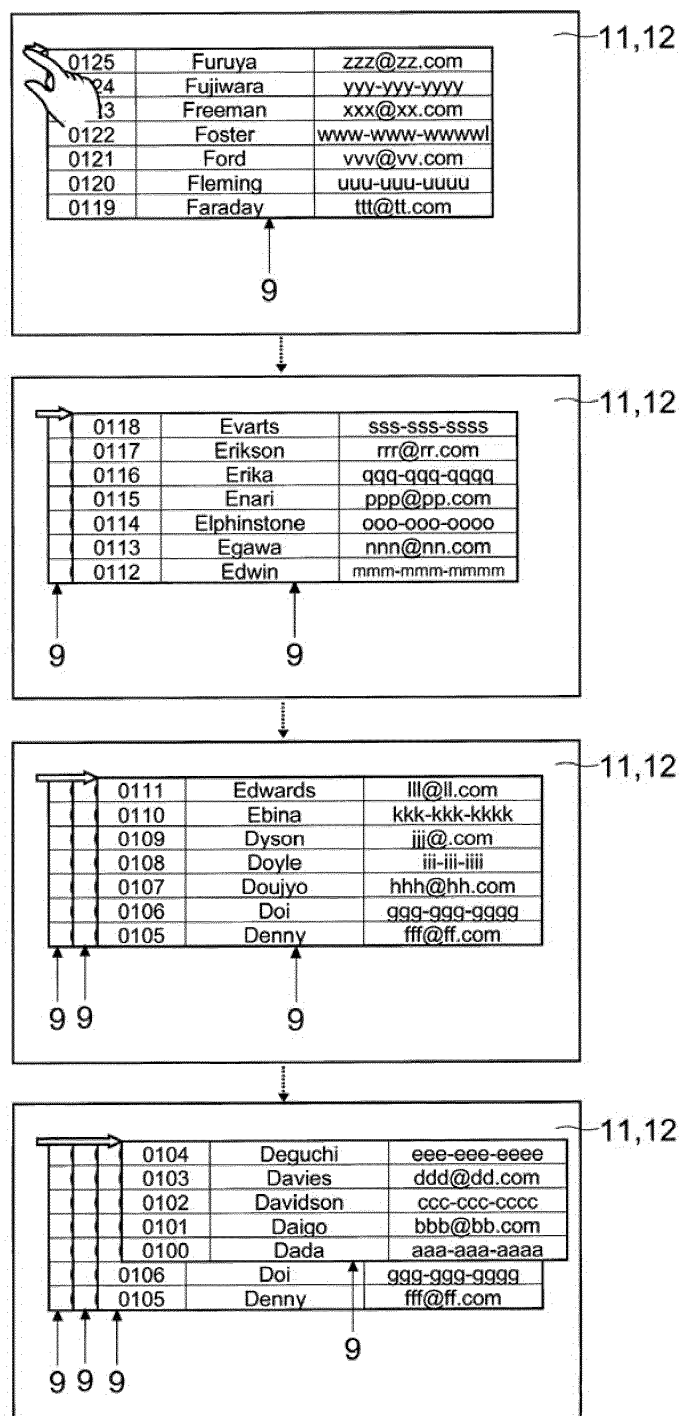 11,12
0125 Furuya zzz@zz.com
24 Fujiwara yyy-yyy-yyyy
3 Freeman xxx@xx.com
0122 Foster www-www-wwwwl
0121 Ford vvv@vv.com
0120 Fleming uuu-uuu-uuuu
0119 Faraday ttt@tt.com
9
11,12
0118 Evarts sss-sss-ssss
0117 Erikson rrr@rr.com
0116 Erika qqq-qqq-qqqq
0115 Enari ppp@pp.com
0114 Elphinstone ooo-ooo-oooo
0113 Egawa nnn@nn.com
0112 Edwin mmm-mmm-mmmm
9 9
11,12
0111 Edwards lll@ll.com
0110 Ebina kkk-kkk-kkkk
0109 Dyson jjj@.com
0108 Doyle iii-iii-iiii
0107 Doujyo hhh@hh.com
0106 Doi ggg-ggg-gggg
0105 Denny fff@ff.com
9 9 9
11,12
0104 Deguchi eee-eee-eeee
0103 Davies ddd@dd.com
0102 Davidson ccc-ccc-cccc
0101 Daigo bbb@bb.com
0100 Dada aaa-aaa-aaaa
0106 Doi ggg-ggg-gggg
0105 Denny fff@ff.com
9
9 9 9